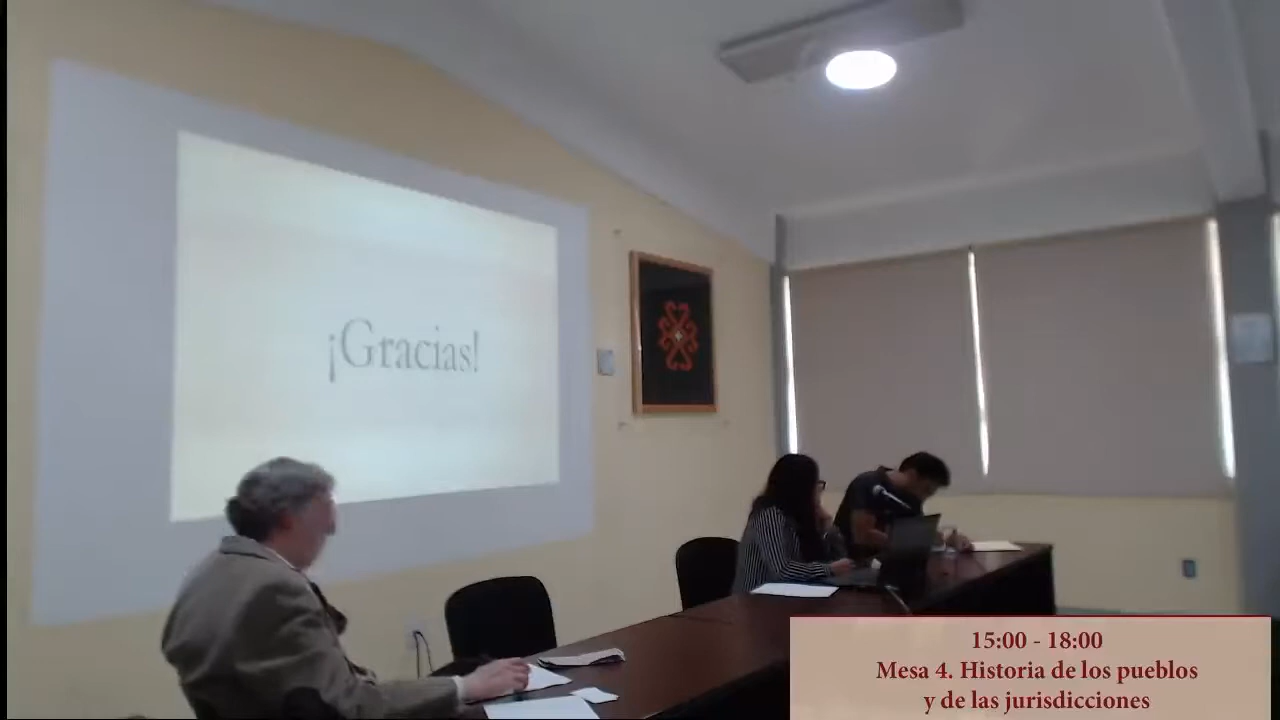 ¡Gracias!
15:00 - 18:00
Mesa 4. Historia de los pueblos
y de las jurisdicciones